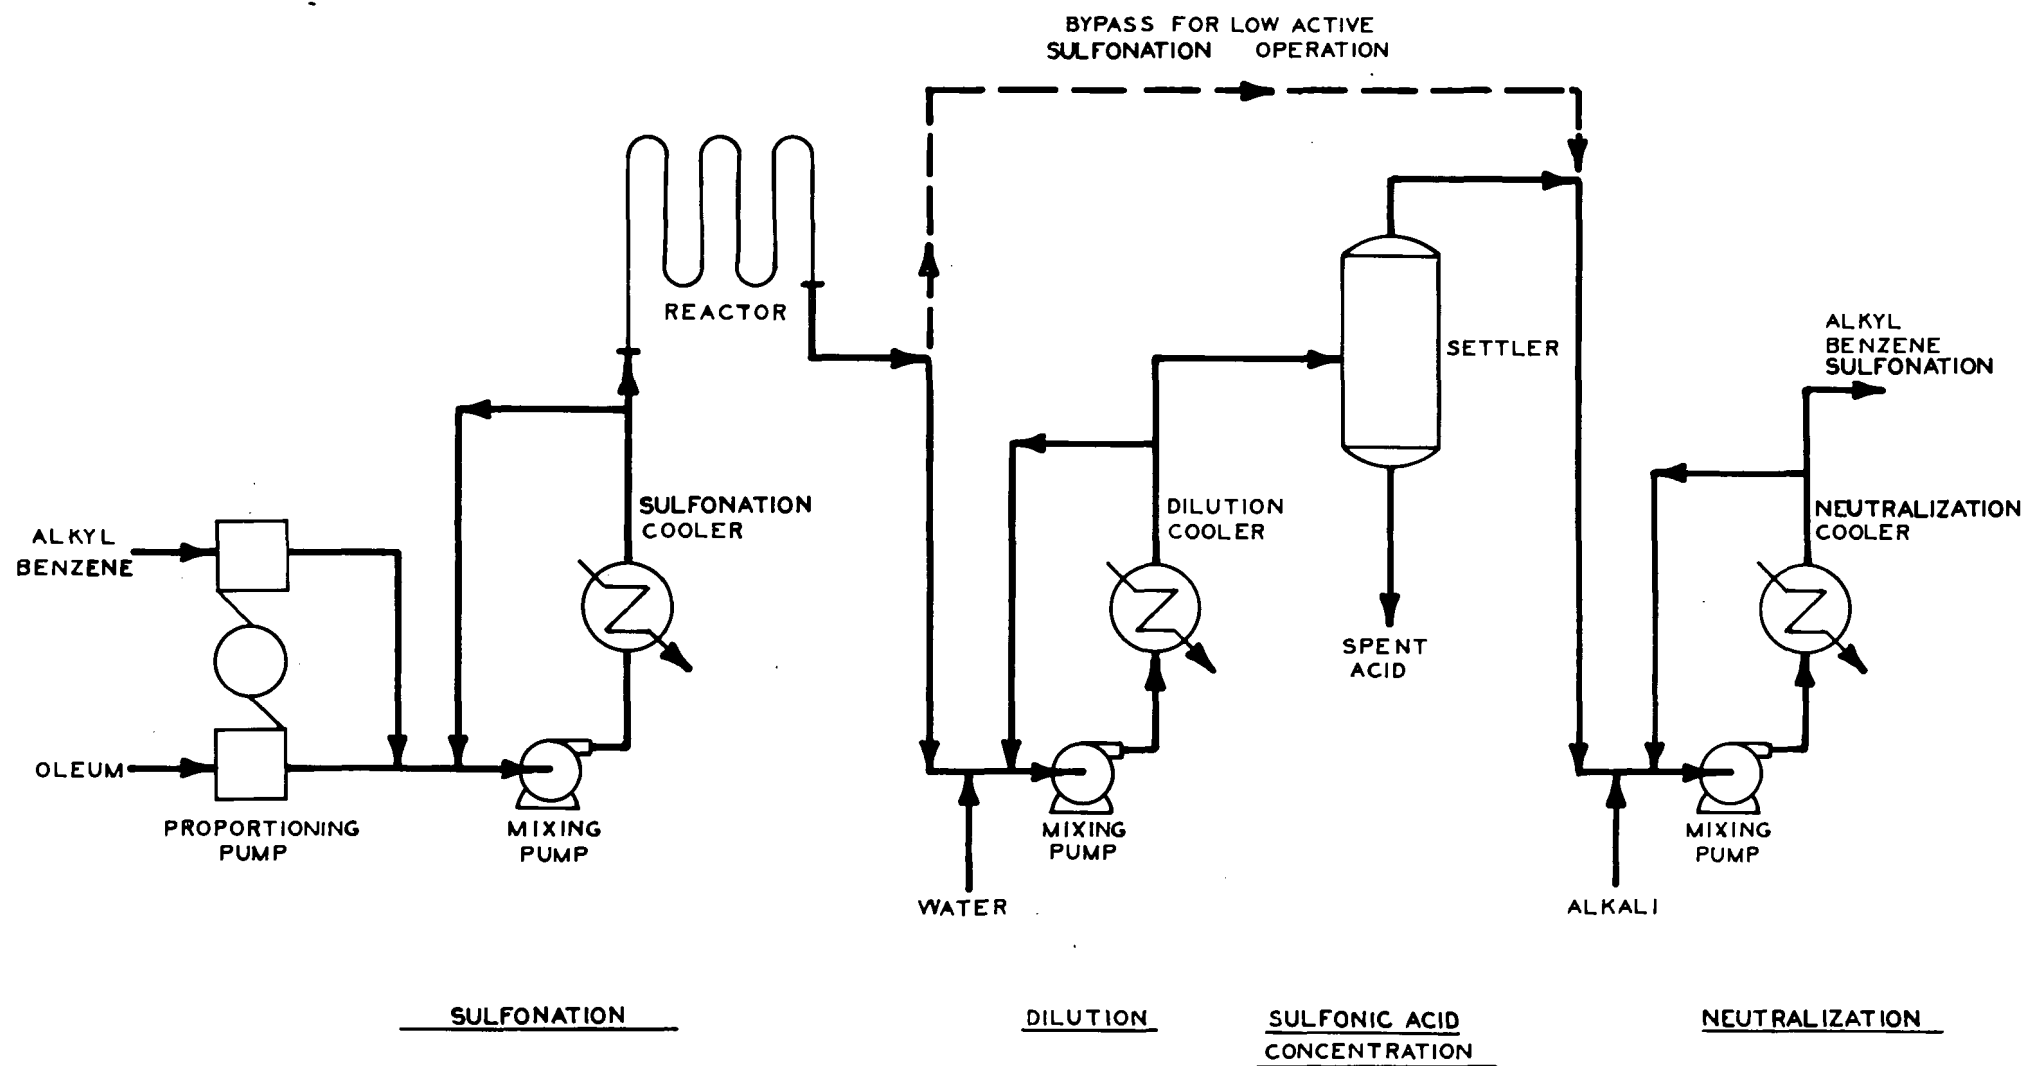 BYPASS FOR LOW ACTIVE
SULFONATION OPERATION
REACTOR
SETTLER
ALKYL
BENZENE
SULFONATION
SULFONATION
COOLER
DILUTION
COOLER
NEUTRALIZATION
COOLER
ALKYL
BENZENE
SPENT
ACID
OLEUM
PROPORTIONING
PUMP
MIXING
PUMP
MIXING
PUMP
MIXING
PUMP
WATER
ALKALI
SULFONATION
DILUTION
SULFONIC ACID
CONCENTRATION
NEUTRALIZATION